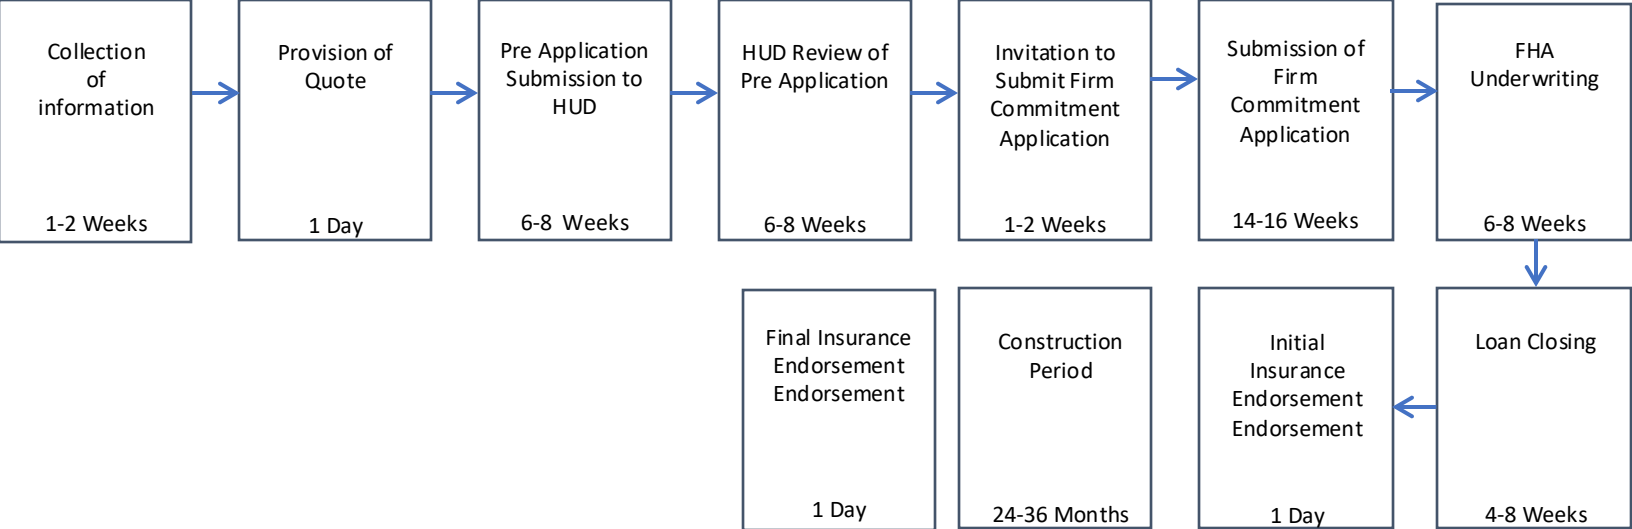 Collection
of
information
1-2 Weeks
Provision of
Quote
1 Day
Pre Application
Submission to
HUD
6-8 Weeks
HUD Review of
Pre Application
6-8 Weeks
Invitation to
Submit Firm
Commitment
Application
1-2 Weeks
Submission of
Firm
Commitment
Application
14-16 Weeks
FHA
Underwriting
6-8 Weeks
Loan Closing
4-8 Weeks
Initial
Insurance
Endorsement
Endorsement
1 Day
Construction
Period
24-36 Months
Final Insurance
Endorsement
Endorsement
1 Day